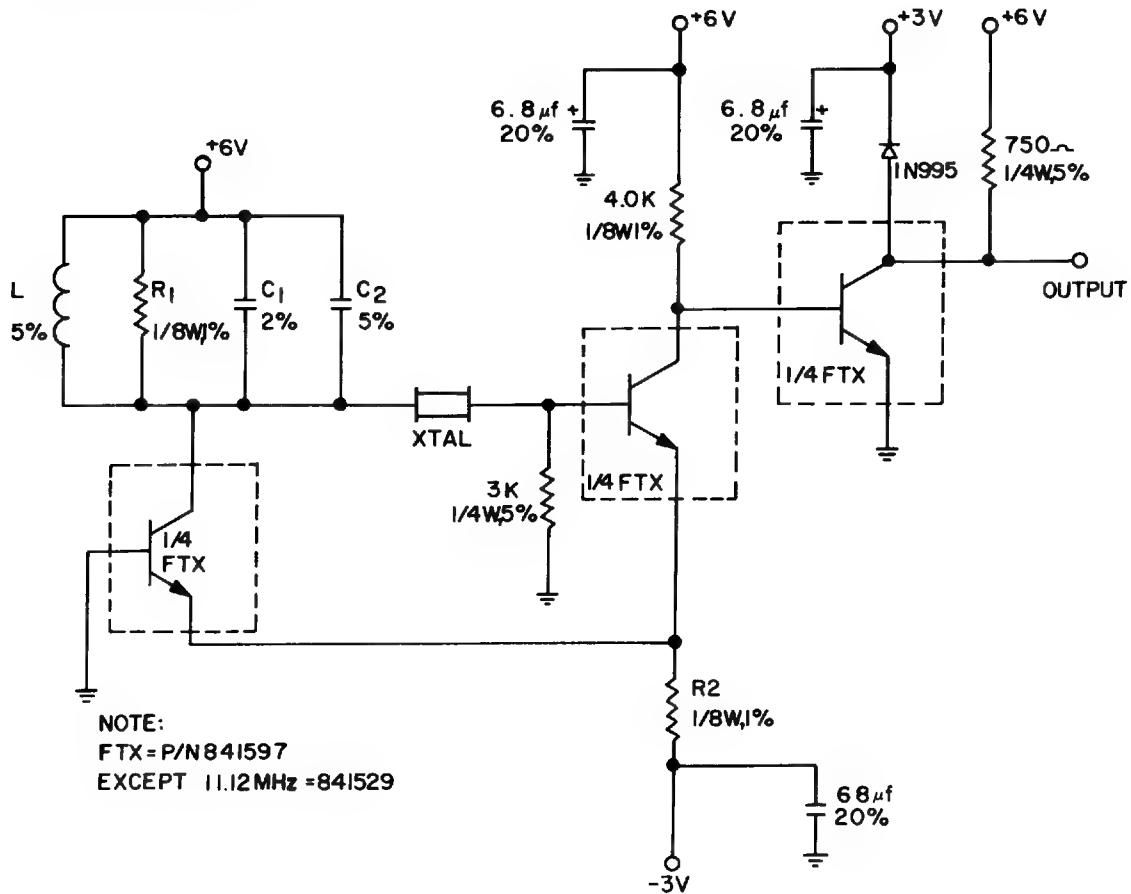 +6V
+3V
+6V
6.8µf +
20%
6.8µf +
20%
+6V
1N995
750Ω
1/4W,5%
4.0K
1/8W1%
L
5%
R1
1/8W,1%
C1
2%
C2
5%
OUTPUT
1/4 FTX
XTAL
3K
1/4W,5%
1/4 FTX
1/4
FTX
R2
1/8W,1%
NOTE:
FTX=P/N841597
EXCEPT 11.12MHz=841529
68µf
20%
-3V